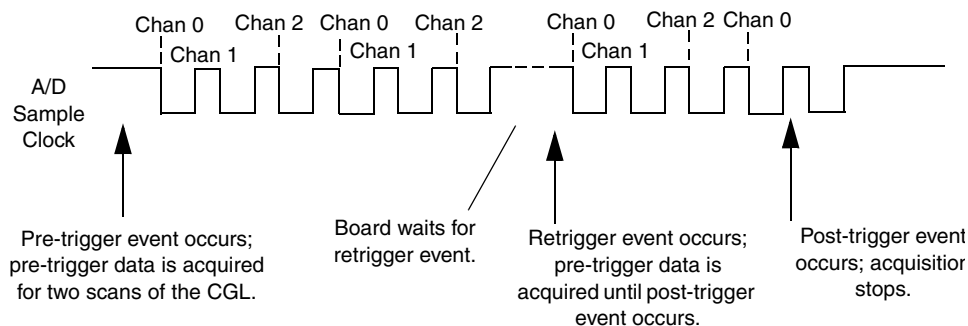 Chan 0 Chan 2 Chan 0 Chan 2 Chan 0 Chan 2 Chan 0
Chan 1 Chan 1 Chan 1
A/D
Sample
Clock
Pre-trigger event occurs;
pre-trigger data is acquired
for two scans of the CGL.
Board waits for
retrigger event.
Retrigger event occurs;
pre-trigger data is
acquired until post-trigger
event occurs.
Post-trigger event
occurs; acquisition
stops.